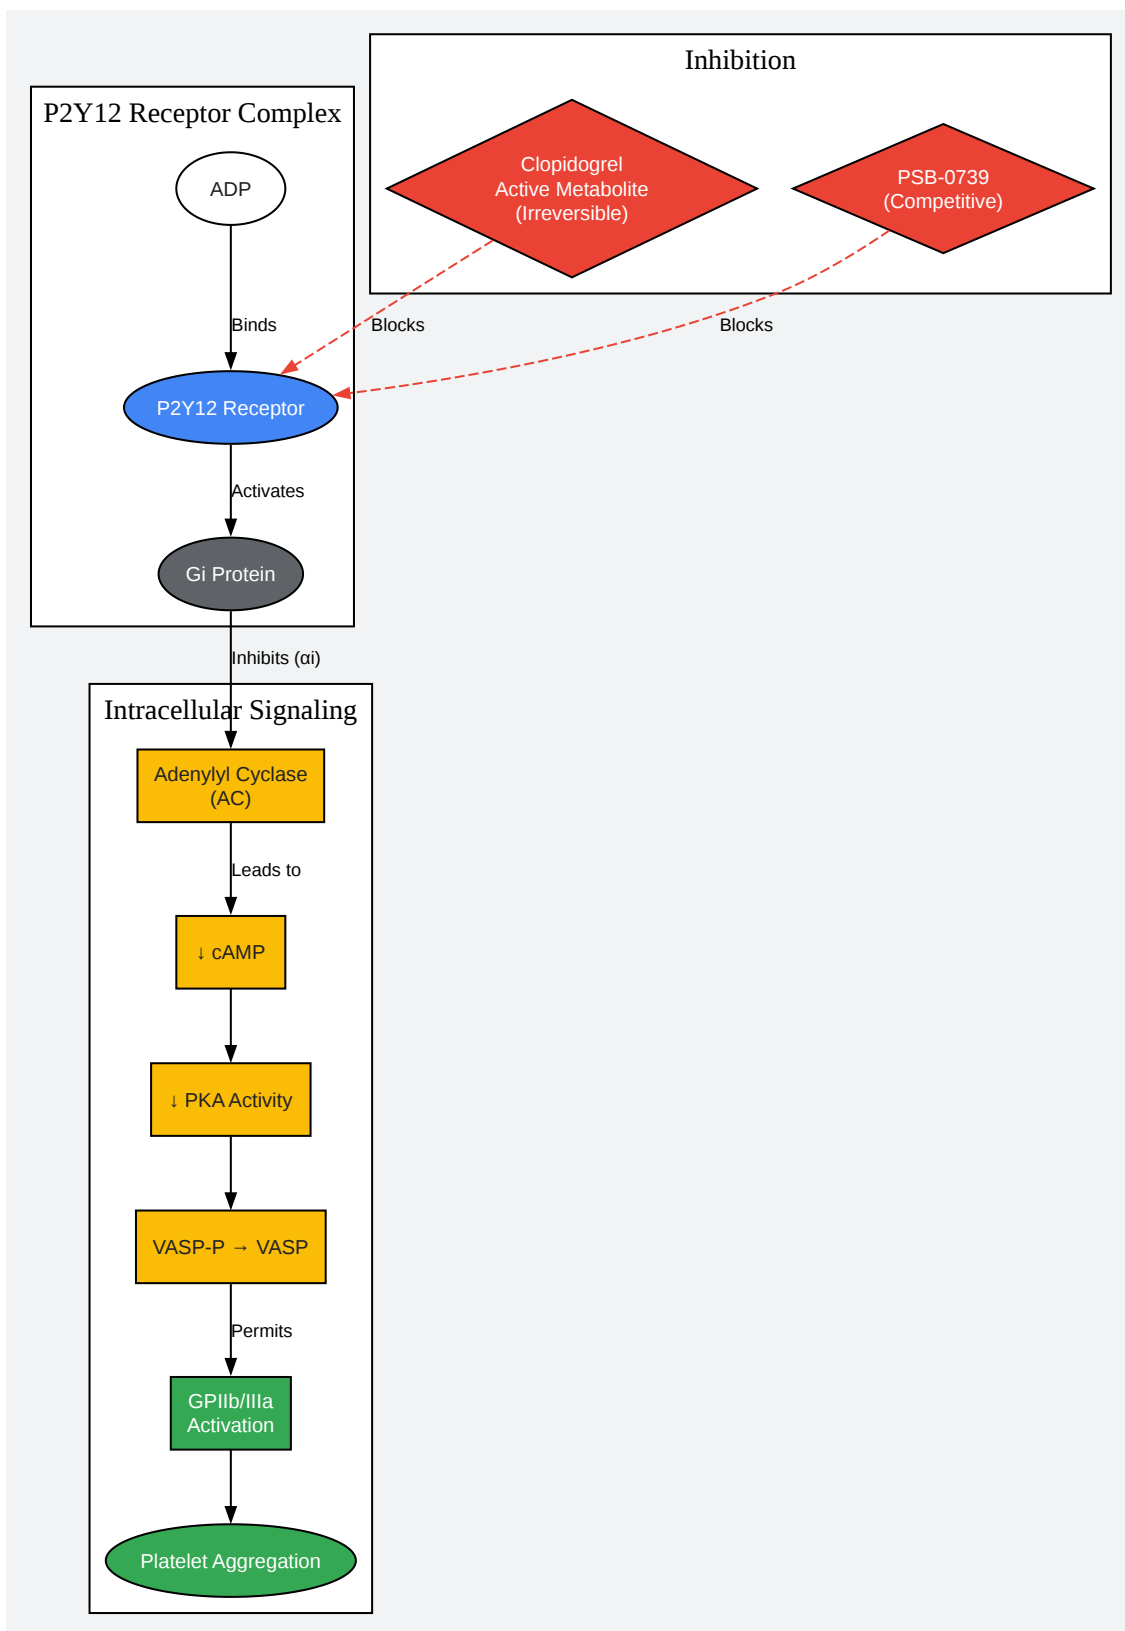 Inhibition
P2Y12 Receptor Complex
Clopidogrel
Active Metabolite
(Irreversible)
PSB-0739
(Competitive)
ADP
Binds
Blocks
Blocks
P2Y12 Receptor
Activates
Gi Protein
Inhibits (αi)
Intracellular Signaling
Adenylyl Cyclase
(AC)
Leads to
↓ cAMP
↓ PKA Activity
VASP-P → VASP
Permits
GPIIb/IIIa
Activation
Platelet Aggregation